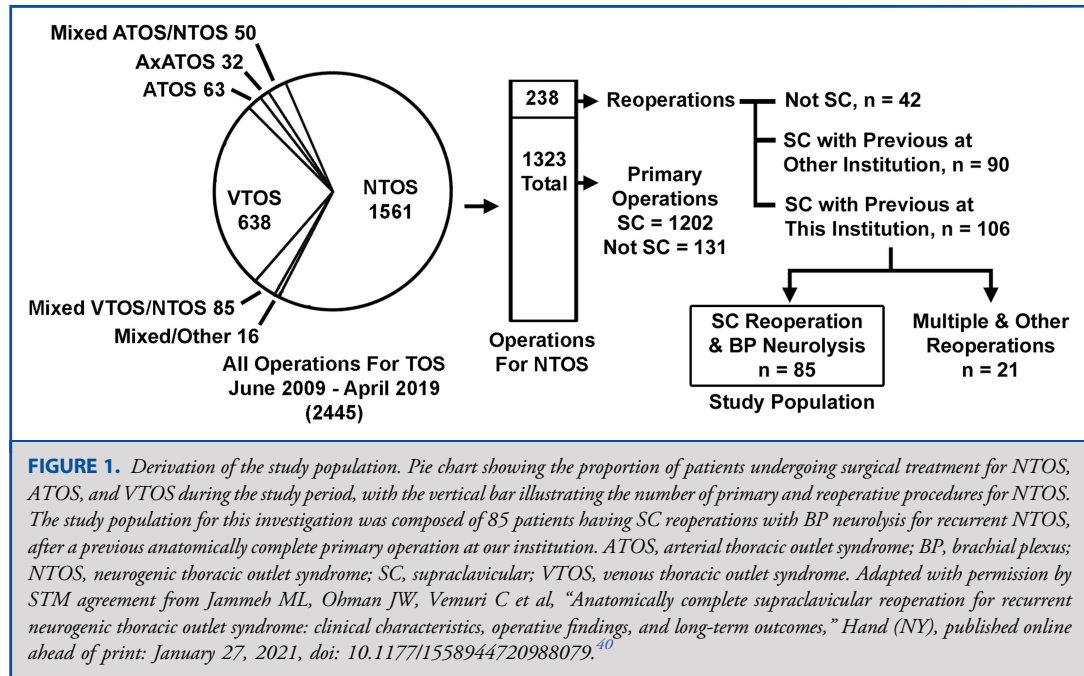 Mixed ATOS/NTOS 50
AxATOS 32
ATOS 63
VTOS
638
NTOS
1561
Mixed VTOS/NTOS 85
Mixed/Other 16
All Operations For TOS
June 2009 - April 2019
(2445)
238
1323
Total
Operations
For NTOS
Reoperations
Primary
Operations
SC = 1202
Not SC = 131
Not SC, n = 42
SC with Previous at
Other Institution, n = 90
SC with Previous at
This Institution, n = 106
SC Reoperation
& BP Neurolysis
n = 85
Study Population
Multiple & Other
Reoperations
n = 21
FIGURE 1. Derivation of the study population. Pie chart showing the proportion of patients undergoing surgical treatment for NTOS,
ATOS, and VTOS during the study period, with the vertical bar illustrating the number of primary and reoperative procedures for NTOS.
The study population for this investigation was composed of 85 patients having SC reoperations with BP neurolysis for recurrent NTOS,
after a previous anatomically complete primary operation at our institution. ATOS, arterial thoracic outlet syndrome; BP, brachial plexus;
NTOS, neurogenic thoracic outlet syndrome; SC, supraclavicular; VTOS, venous thoracic outlet syndrome. Adapted with permission by
STM agreement from Jammeh ML, Ohman JW, Vemuri C et al, “Anatomically complete supraclavicular reoperation for recurrent
neurogenic thoracic outlet syndrome: clinical characteristics, operative findings, and long-term outcomes,” Hand (NY), published online
ahead of print: January 27, 2021, doi: 10.1177/1558944720988079.40